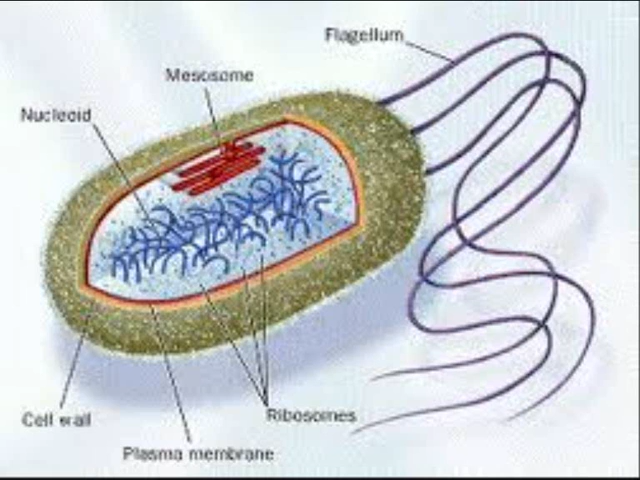 Flagellum
Mesosome
Nucleoid
Ribosomes
Cell wall
Plasma membrane